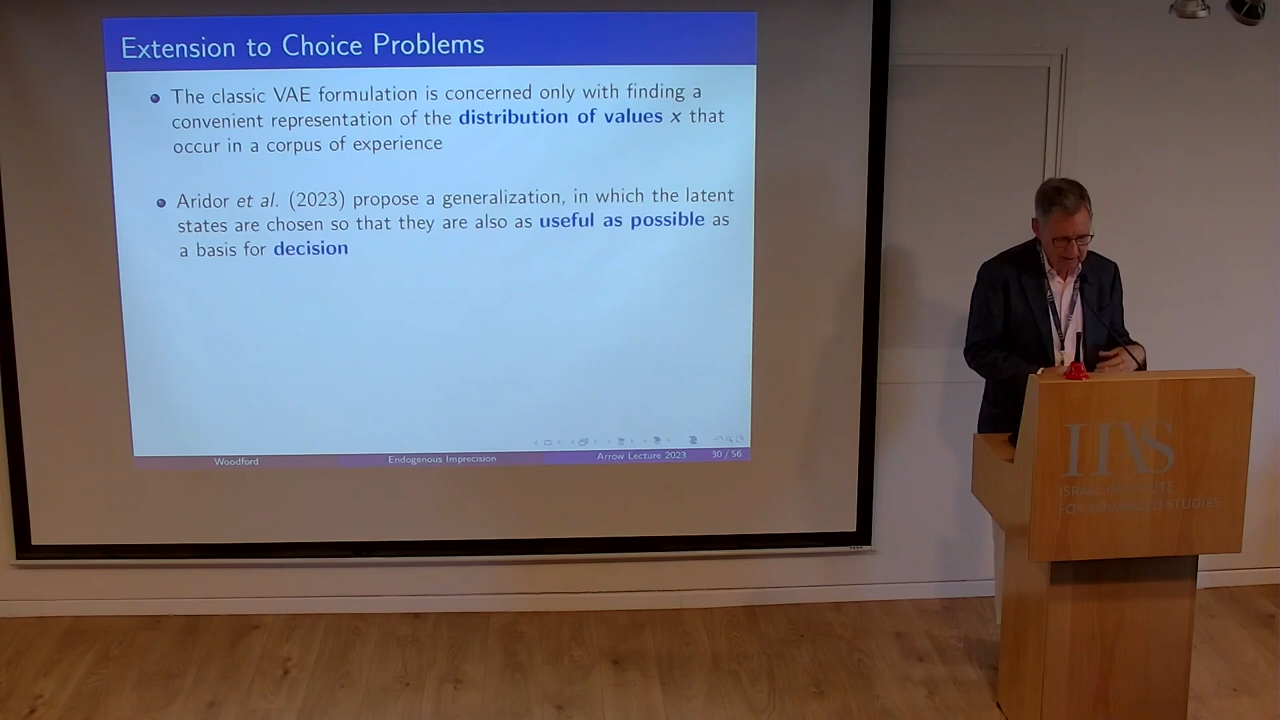 Extension to Choice Problems
The classic VAE formulation is concerned only with finding a
convenient representation of the distribution of values x that
occur in a corpus of experience
Aridor et al. (2023) propose a generalization, in which the latent
states are chosen so that they are also as useful as possible as
a basis for decision
Woodford
Endogenous Imprecision
Arrow Lecture 2023
30 / 56
IIAS
ISRAEL INSTITUTE
FOR ADVANCED STUDIES